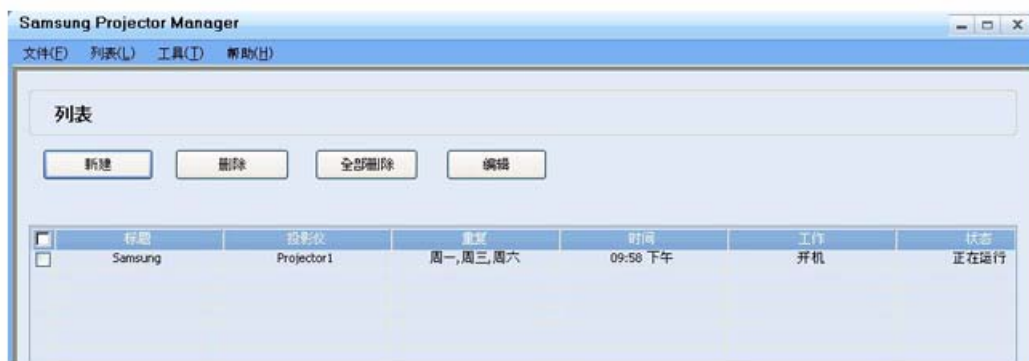 Samsung Projector Manager
文件(F) 列表(L) 工具(T) 帮助(H)
列表
新建 删除 全部删除 编辑
标题 投影仪 重复 时间 工作 状态
Samsung Projector1 周一,周三,周六 09:58 下午 开机 正在运行